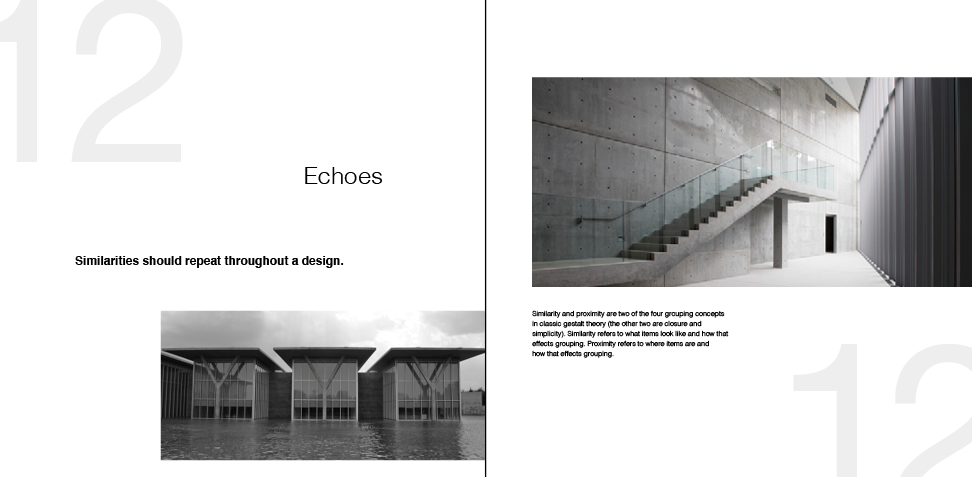 12
Echoes
Similarities should repeat throughout a design.
Similarity and proximity are two of the four grouping concepts
in classic gestalt theory (the other two are closure and
simplicity). Similarity refers to what items look like and how that
effects grouping. Proximity refers to where items are and
how that effects grouping.
12